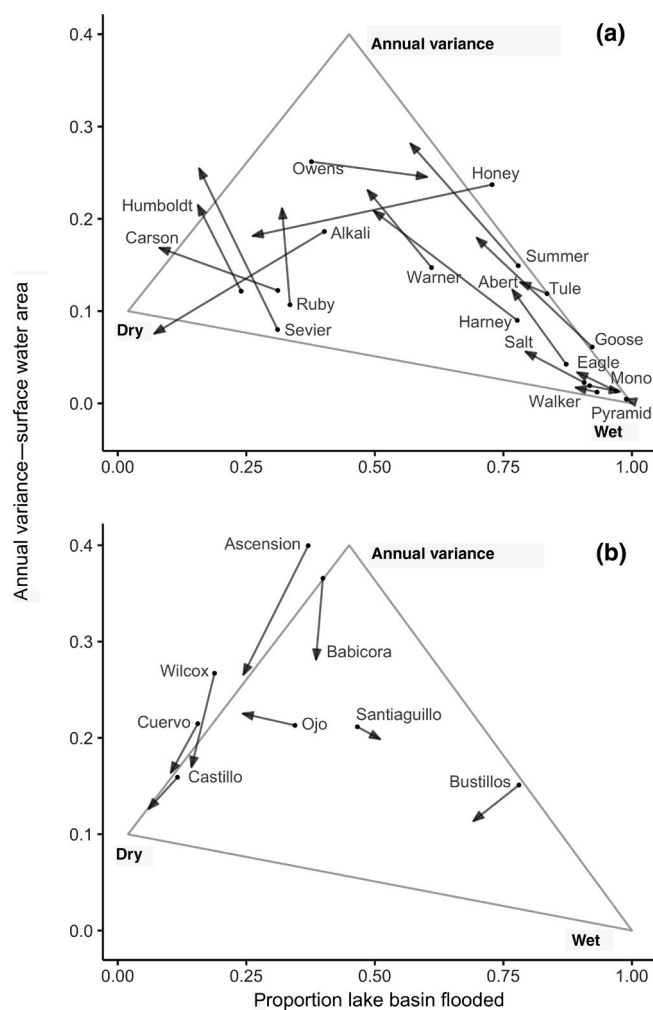 (a)
Annual variance
0.4
0.3
0.2
0.1
0.0
Owens
Honey
Humboldt
Carson
Alkali
Summer
Warner
Abert
Tule
Ruby
Harney
Sevier
Dry
Goose
Salt
Eagle
Mono
Walker
Pyramid
Wet
0.00 0.25 0.50 0.75 1.00
Annual variance—surface water area
(b)
Annual variance
Ascension
0.4
0.3
0.2
0.1
0.0
Babicora
Wilcox
Cuervo
Ojo
Santiaguillo
Castillo
Bustillos
Dry
Wet
0.00 0.25 0.50 0.75 1.00
Proportion lake basin flooded